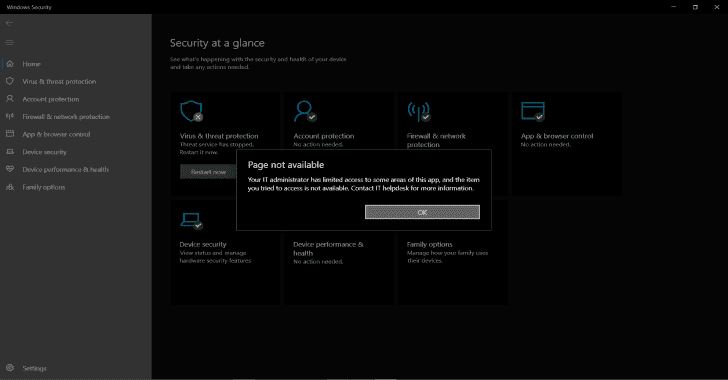 Windows Security
Home
Virus & threat protection
Account protection
Firewall & network protection
App & browser control
Device security
Device performance & health
Family options
Settings
Security at a glance
See what's happening with the security and health of your device
and take any actions needed.
Virus & threat protection
Threat service has stopped.
Restart it now.
Restart now
Account protection
No action needed.
Firewall & network
protection
App & browser control
No action needed.
Page not available
Your IT administrator has limited access to some areas of this app, and the item
you tried to access is not available. Contact IT helpdesk for more information.
OK
Device security
View status and manage
hardware security features
Device performance &
health
No action needed.
Family options
Manage how your family uses
their devices.